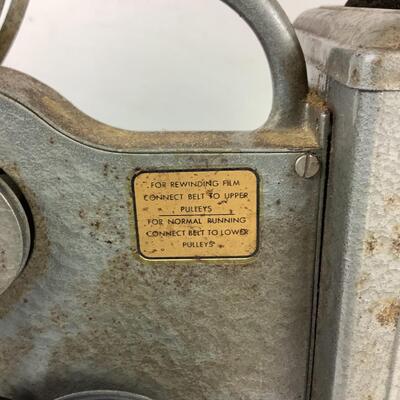 FOR REWINDING FILM
CONNECT BELT TO UPPER
PULLEYS
FOR NORMAL RUNNING
CONNECT BELT TO LOWER
PULLEYS